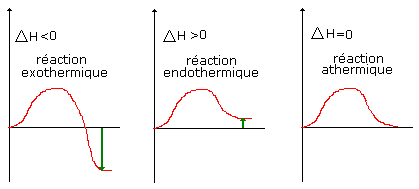 △H<0
réaction
exothermique
△H >0
réaction
endothermique
△H=0
réaction
athermique